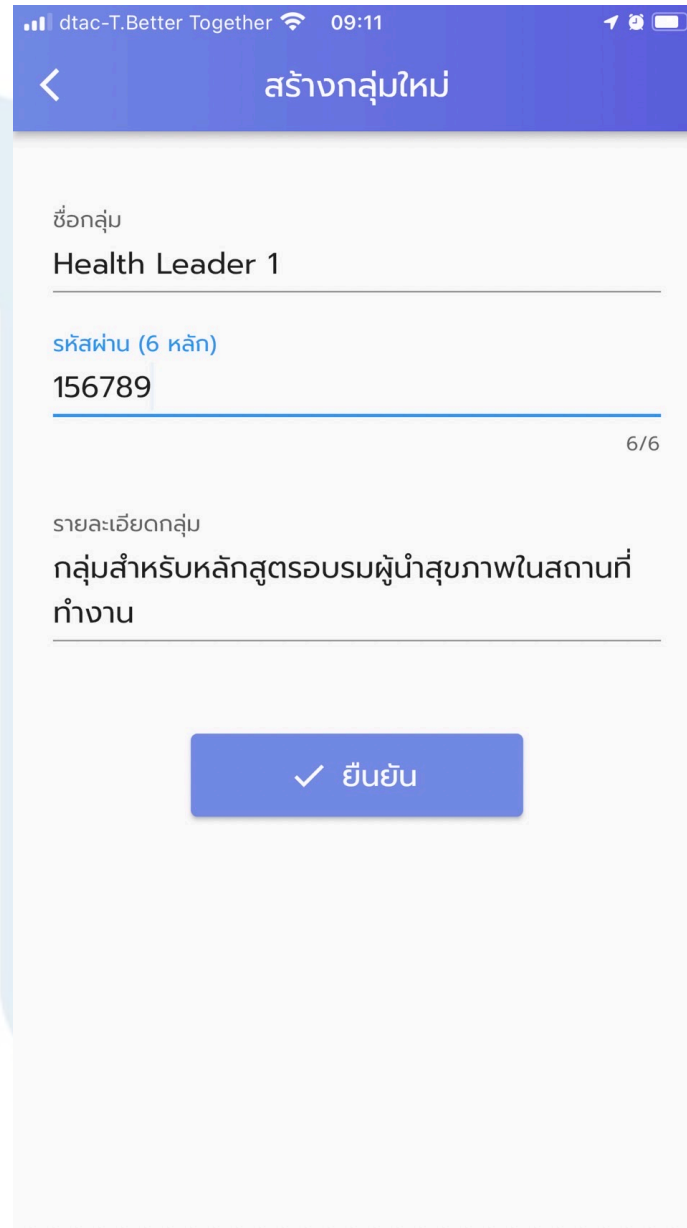 dtac-T.Better Together 09:11
สร้างกลุ่มใหม่
ชื่อกลุ่ม
Health Leader 1
รหัสผ่าน (6 หลัก)
156789
6/6
รายละเอียดกลุ่ม
กลุ่มสำหรับหลักสูตรอบรมผู้นำสุขภาพในสถานที่
ทำงาน
ยืนยัน